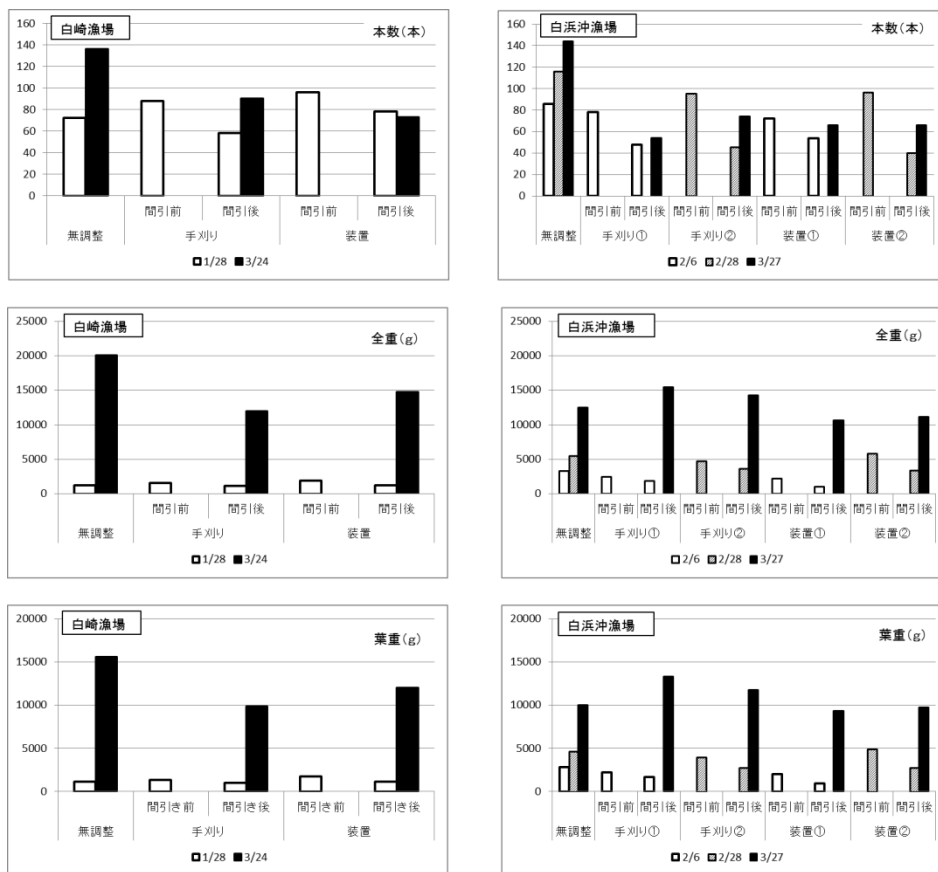 白崎漁場
本数(本)
160
140
120
100
80
60
40
20
0
間引前 間引後 間引前 間引後
無調整 手刈り 装置
1/28 3/24
白浜沖漁場
本数(本)
160
140
120
100
80
60
40
20
0
間引前 間引後 間引前 間引後 間引前 間引後 間引前 間引後
無調整 手刈り① 手刈り② 装置① 装置②
2/6 2/28 3/27
白崎漁場
全重(g)
25000
20000
15000
10000
5000
0
間引前 間引後 間引前 間引後
無調整 手刈り 装置
1/28 3/24
白浜沖漁場
全重(g)
25000
20000
15000
10000
5000
0
間引前 間引後 間引前 間引後 間引前 間引後 間引前 間引後
無調整 手刈り① 手刈り② 装置① 装置②
2/6 2/28 3/27
白崎漁場
葉重(g)
20000
15000
10000
5000
0
間引き前 間引き後 間引き前 間引き後
無調整 手刈り 装置
1/28 3/24
白浜沖漁場
葉重(g)
20000
15000
10000
5000
0
間引前 間引後 間引前 間引後 間引前 間引後 間引前 間引後
無調整 手刈り① 手刈り② 装置① 装置②
2/6 2/28 3/27